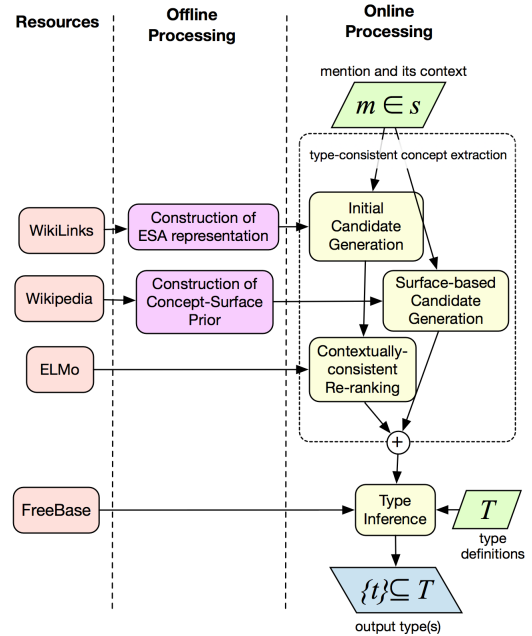 Resources
Offline
Processing
Online
Processing
mention and its context
m ∈ s
type-consistent concept extraction
WikiLinks
Construction of
ESA representation
Initial
Candidate
Generation
Wikipedia
Construction of
Concept-Surface
Prior
Surface-based
Candidate
Generation
ELMo
Contextually-
consistent
Re-ranking
+
FreeBase
Type
Inference
T
type
definitions
{t}⊆ T
output type(s)